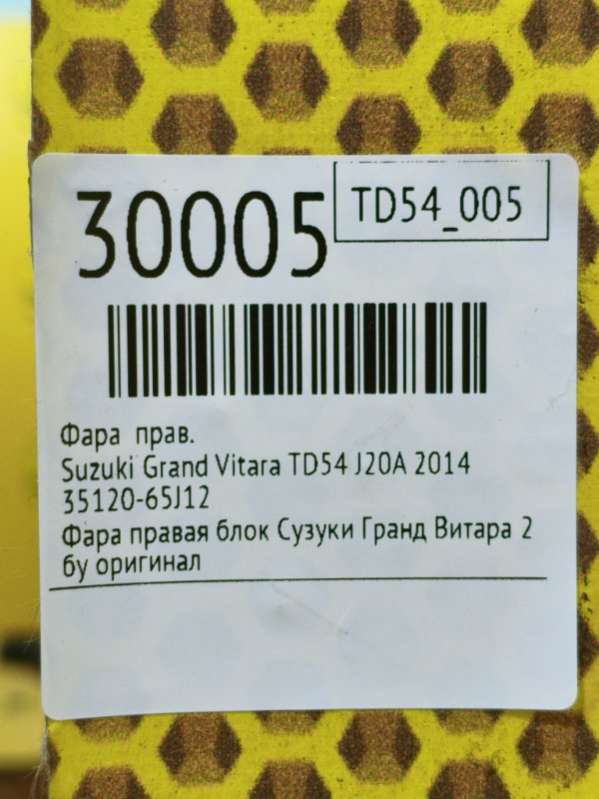 30005
TD54_005
Фара прав.
Suzuki Grand Vitara TD54 J20A 2014
35120-65J12
Фара правая блок Сузуки Гранд Витара 2
бу оригинал